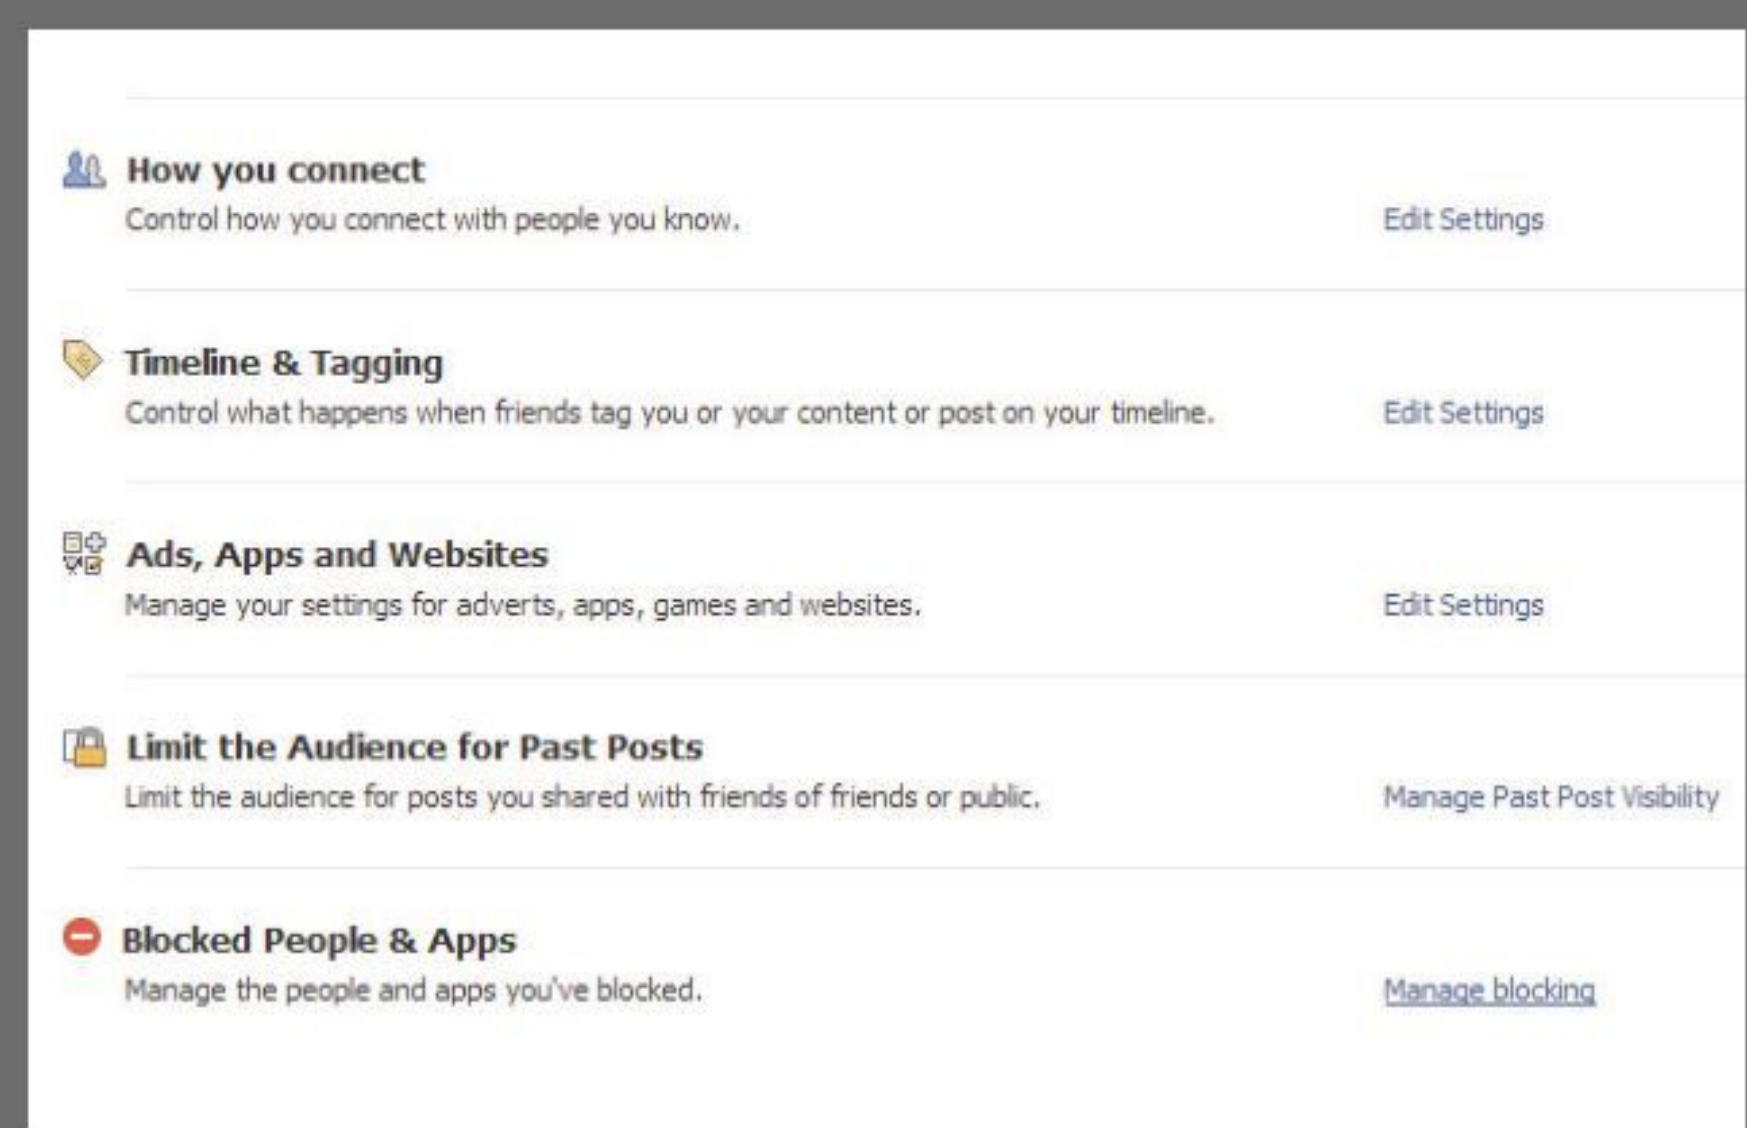 How you connect
Control how you connect with people you know.
Edit Settings
Timeline & Tagging
Control what happens when friends tag you or your content or post on your timeline.
Edit Settings
Ads, Apps and Websites
Manage your settings for adverts, apps, games and websites.
Edit Settings
Limit the Audience for Past Posts
Limit the audience for posts you shared with friends of friends or public.
Manage Past Post Visibility
Blocked People & Apps
Manage the people and apps you've blocked.
Manage blocking